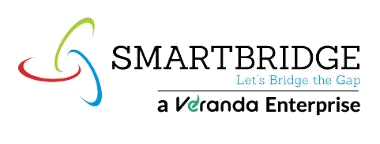 SMARTBRIDGE
Let's Bridge the Gap
a Veranda Enterprise